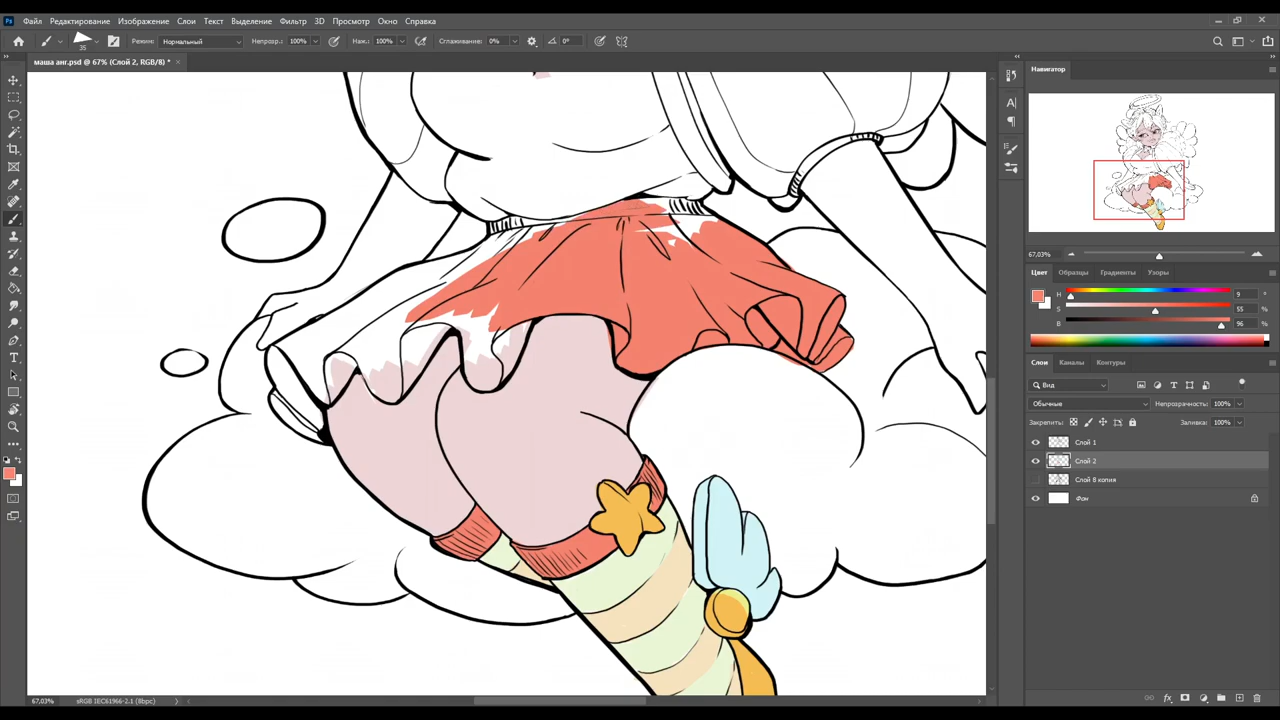 Ps Файл Редактирование Изображение Слои Текст Выделение Фильтр 3D Просмотр Окно Справка
35 Режим: Нормальный Непрозр.: 100% Наж.: 100% Сглаживание: 0% 0°
маша анг.psd @ 67% (Слой 2, RGB/8) * ×
Навигатор
67,03%
Цвет Образцы Градиенты Узоры
H 9 °
S 55 %
B 96 %
Слои Каналы Контуры
Вид
Обычные Непрозрачность: 100%
Закрепить: Заливка: 100%
Слой 1
Слой 2
Слой 8 копия
Фон
67,03% sRGB IEC61966-2.1 (8bpc)